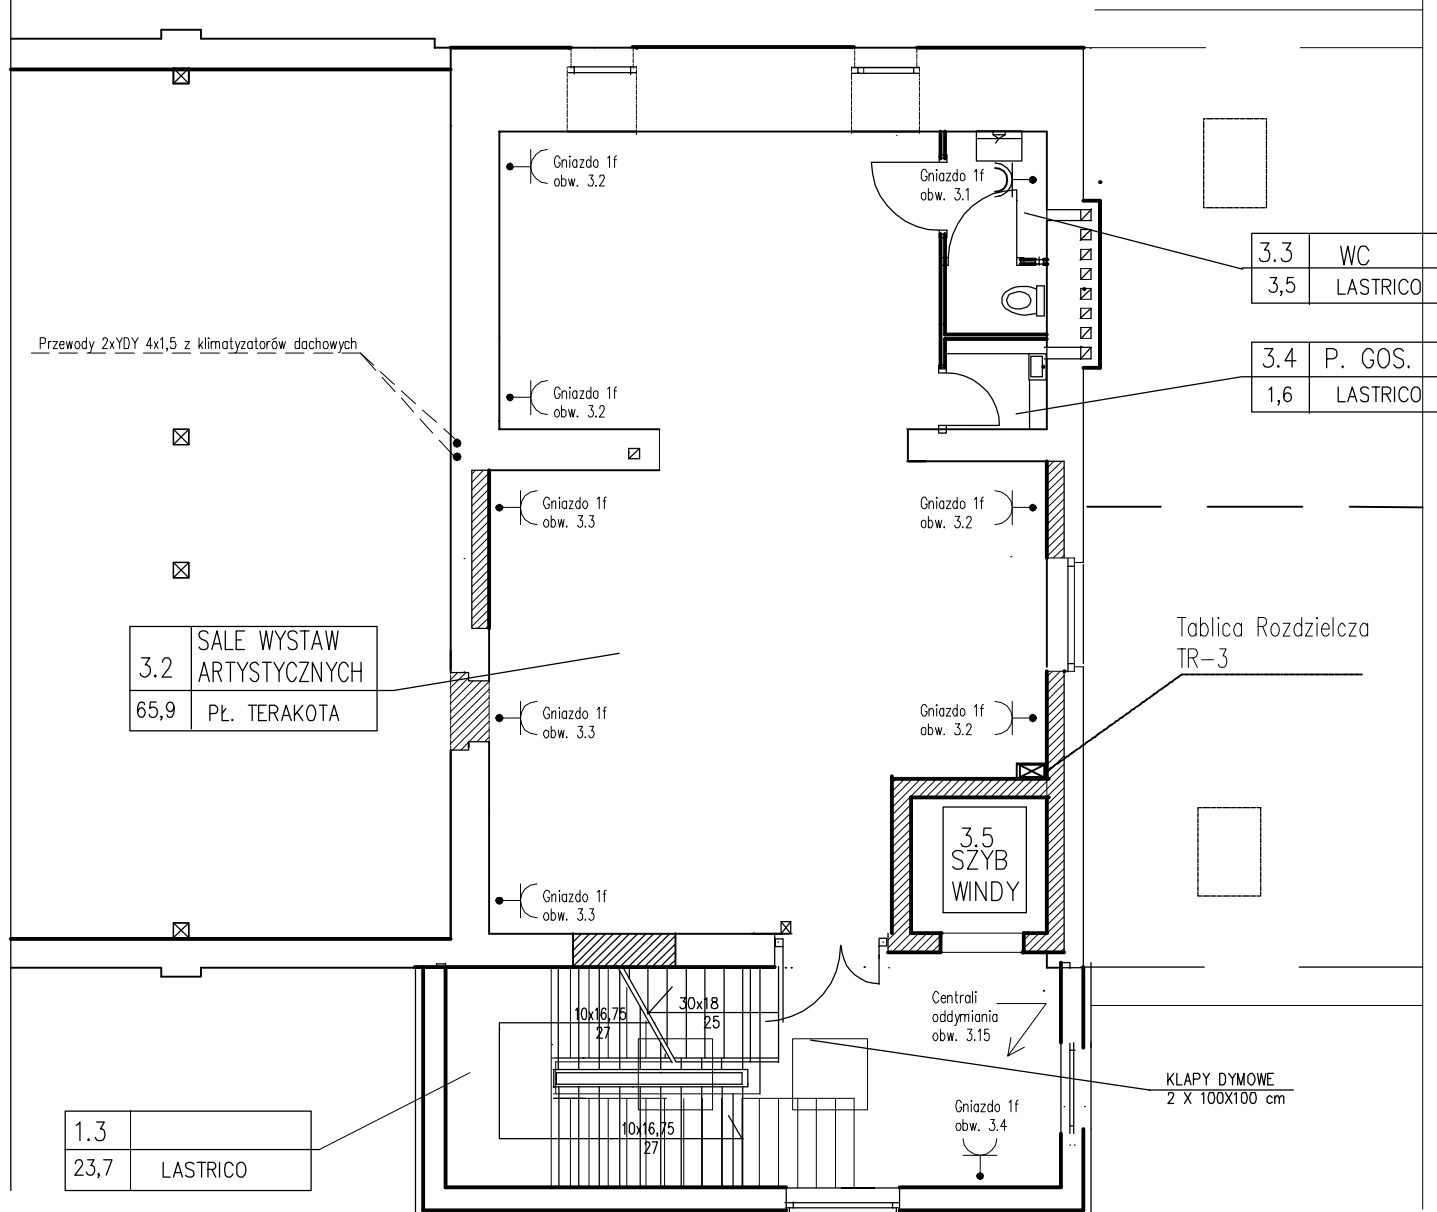 Gniazdo 1f
obw. 3.2
Gniazdo 1f
obw. 3.1
3.3 WC
3,5 LASTRICO
Przewody 2xYDY 4x1,5 z klimatyzatorów dachowych
3.4 P. GOS.
1,6 LASTRICO
Gniazdo 1f
obw. 3.2
Gniazdo 1f
obw. 3.3
Gniazdo 1f
obw. 3.2
SALE WYSTAW
3.2 ARTYSTYCZNYCH
65,9 PŁ. TERAKOTA
Tablica Rozdzielcza
TR-3
Gniazdo 1f
obw. 3.3
Gniazdo 1f
obw. 3.2
3.5
SZYB
WINDY
Gniazdo 1f
obw. 3.3
10x16,75
27
30x18
25
Centrali
oddymiania
obw. 3.15
KLAPY DYMOWE
2 X 100X100 cm
Gniazdo 1f
obw. 3.4
10x16,75
27
1.3
23,7 LASTRICO